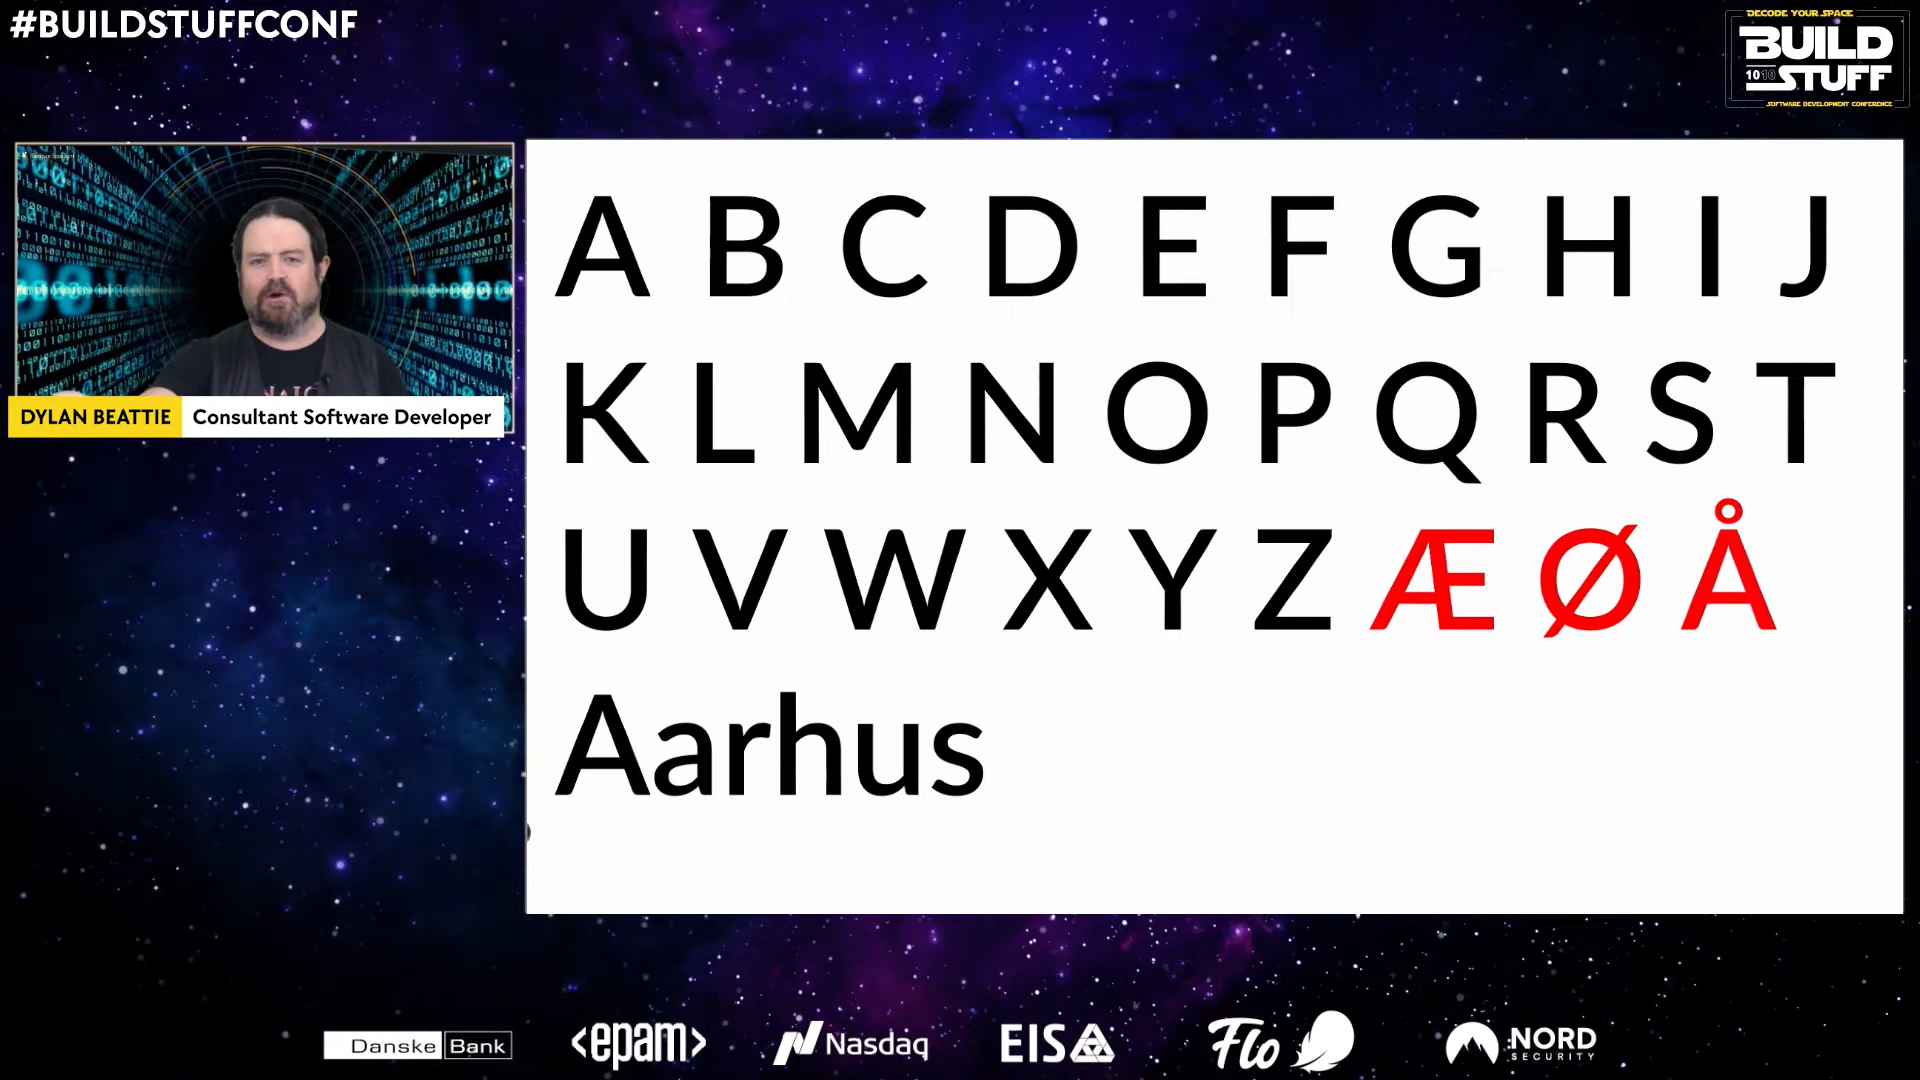 #BUILDSTUFFCONF
DECODE YOUR SPACE
BUILD
1010 STUFF
SOFTWARE DEVELOPMENT CONFERENCE
DYLAN BEATTIE Consultant Software Developer
A B C D E F G H I J
K L M N O P Q R S T
U V W X Y Z Æ Ø Å
Aarhus
Danske Bank
<epam>
Nasdaq
EIS
Flo
NORD
SECURITY